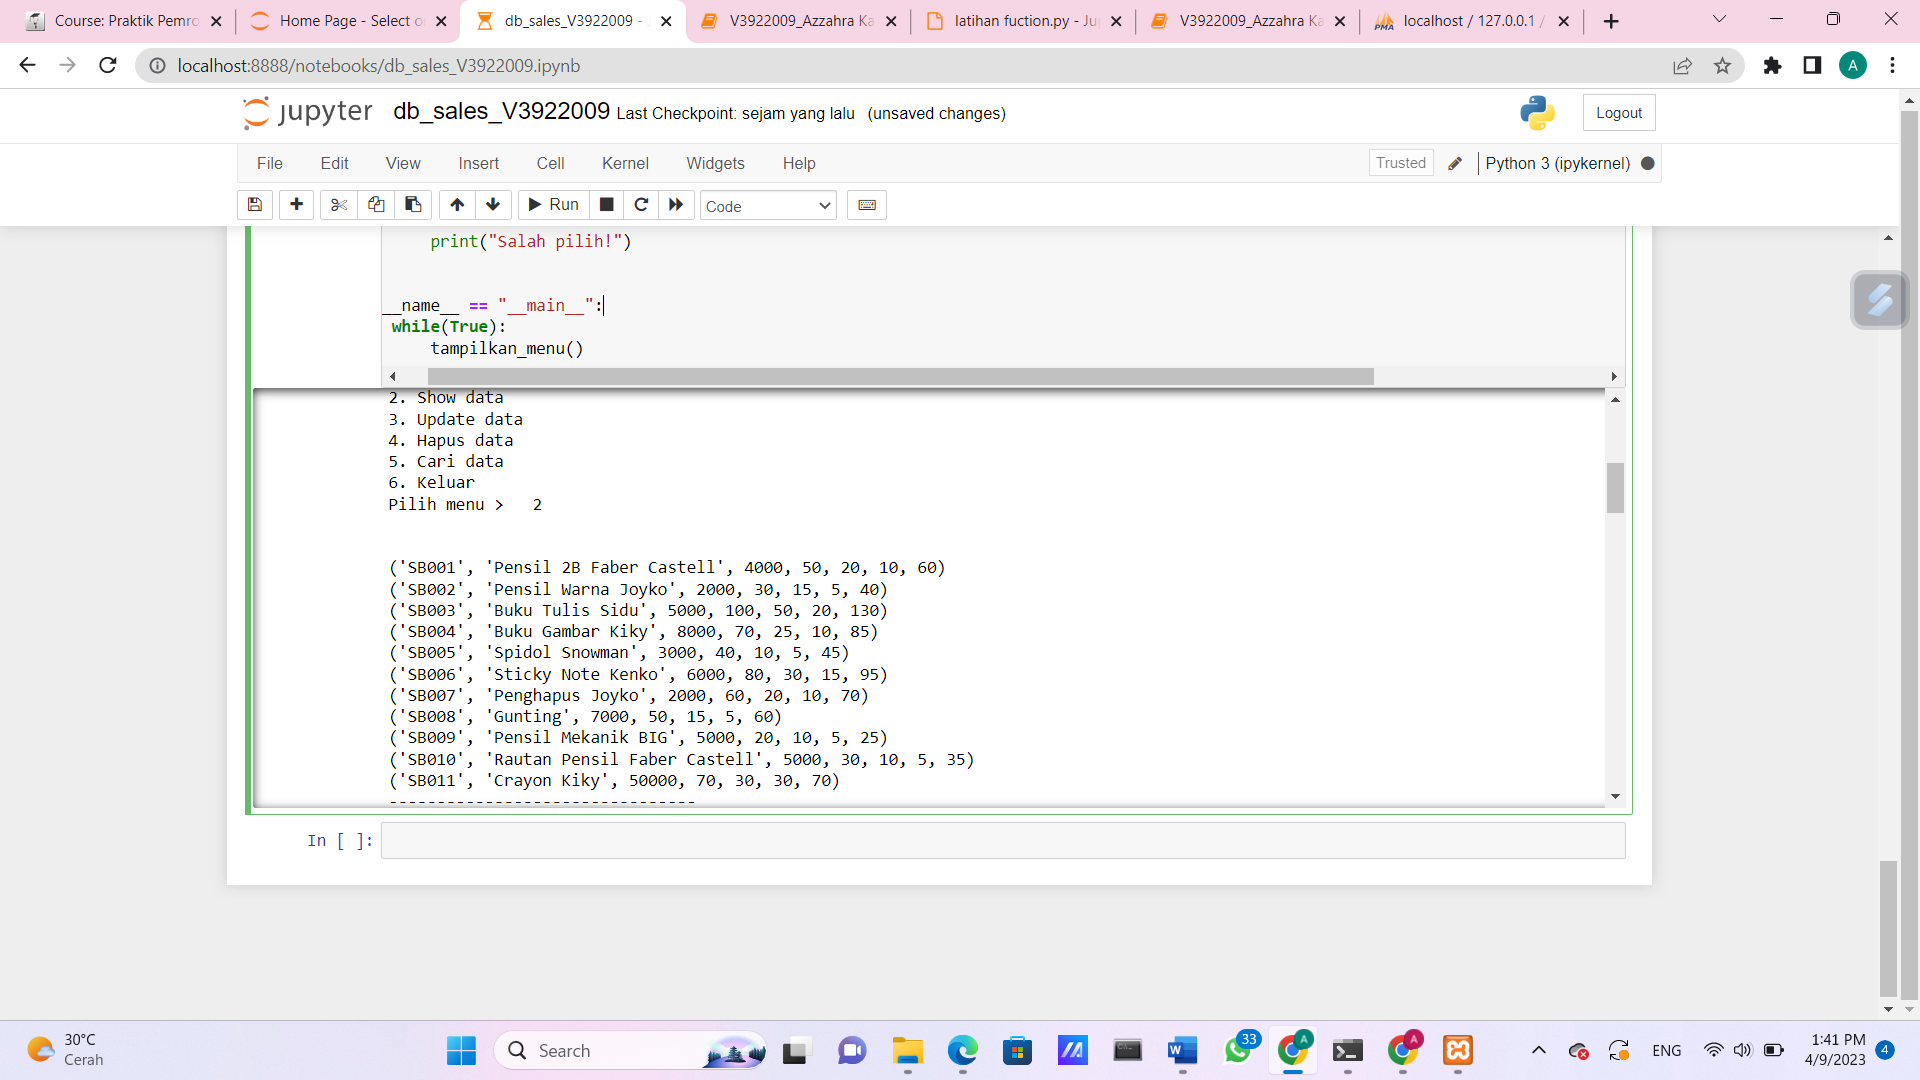 Course: Praktik Pemro
Home Page - Select o
db_sales_V3922009 -
V3922009_Azzahra Ka
latihan fuction.py - Ju
V3922009_Azzahra Ka
PMA
localhost / 127.0.0.1 /
localhost:8888/notebooks/db_sales_V3922009.ipynb
A
jupyter db_sales_V3922009 Last Checkpoint: sejam yang lalu (unsaved changes)
Logout
File Edit View Insert Cell Kernel Widgets Help
Trusted
Python 3 (ipykernel)
Run
Code
print("Salah pilih!")
__name__ == "__main__":
while(True):
tampilkan_menu()
2. Show data
3. Update data
4. Hapus data
5. Cari data
6. Keluar
Pilih menu > 2
('SB001', 'Pensil 2B Faber Castell', 4000, 50, 20, 10, 60)
('SB002', 'Pensil Warna Joyko', 2000, 30, 15, 5, 40)
('SB003', 'Buku Tulis Sidu', 5000, 100, 50, 20, 130)
('SB004', 'Buku Gambar Kiky', 8000, 70, 25, 10, 85)
('SB005', 'Spidol Snowman', 3000, 40, 10, 5, 45)
('SB006', 'Sticky Note Kenko', 6000, 80, 30, 15, 95)
('SB007', 'Penghapus Joyko', 2000, 60, 20, 10, 70)
('SB008', 'Gunting', 7000, 50, 15, 5, 60)
('SB009', 'Pensil Mekanik BIG', 5000, 20, 10, 5, 25)
('SB010', 'Rautan Pensil Faber Castell', 5000, 30, 10, 5, 35)
('SB011', 'Crayon Kiky', 50000, 70, 30, 30, 70)
--------------------------------
In [ ]:
30°C
Cerah
Search
W
33
A
A
ENG
1:41 PM
4/9/2023
4